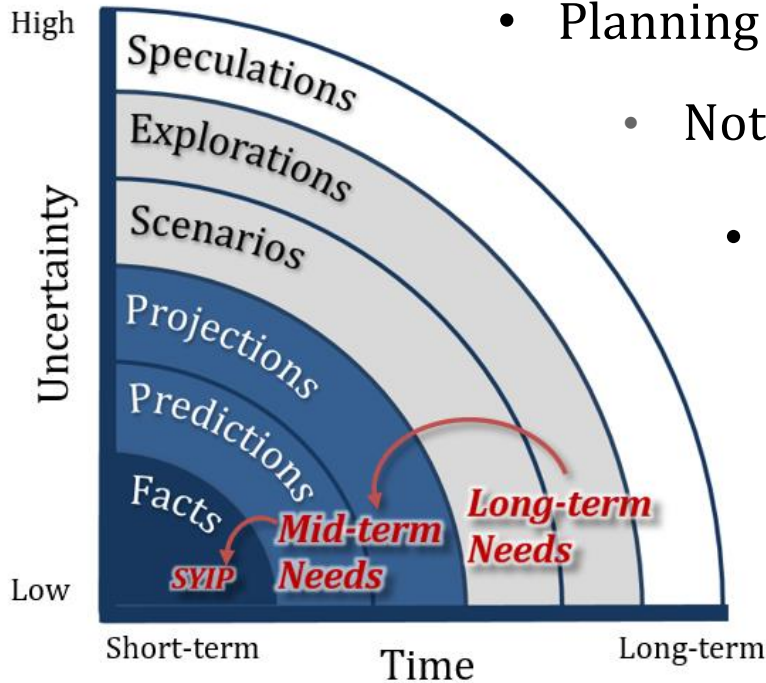 High
• Planning
Speculations
• Not
Explorations
•
Scenarios
Uncertainty
Projections
Predictions
Facts
Long-term
Needs
Mid-term
Needs
SYIP
Low
Short-term
Time
Long-term